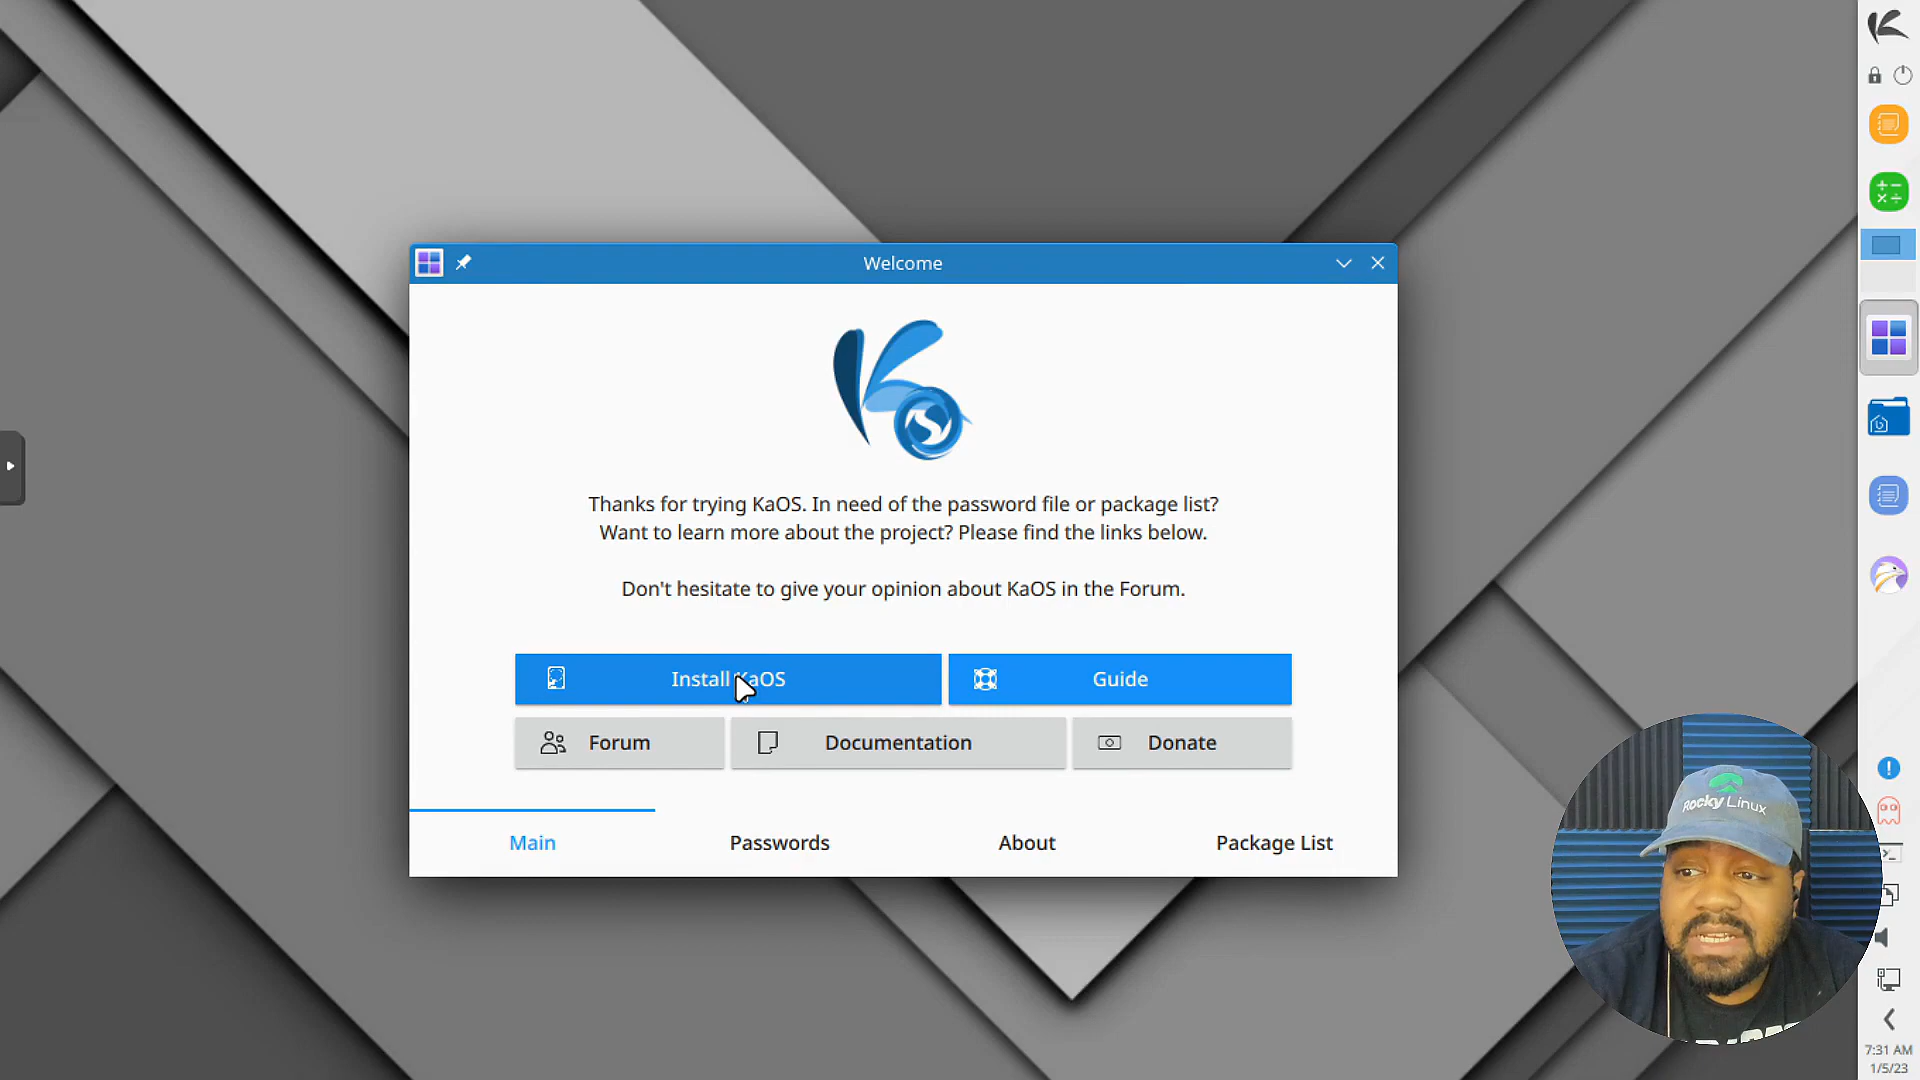 Welcome
Thanks for trying KaOS. In need of the password file or package list?
Want to learn more about the project? Please find the links below.
Don't hesitate to give your opinion about KaOS in the Forum.
Install KaOS
Guide
Forum
Documentation
Donate
Main
Passwords
About
Package List
Rocky Linux
7:31 AM
1/5/23